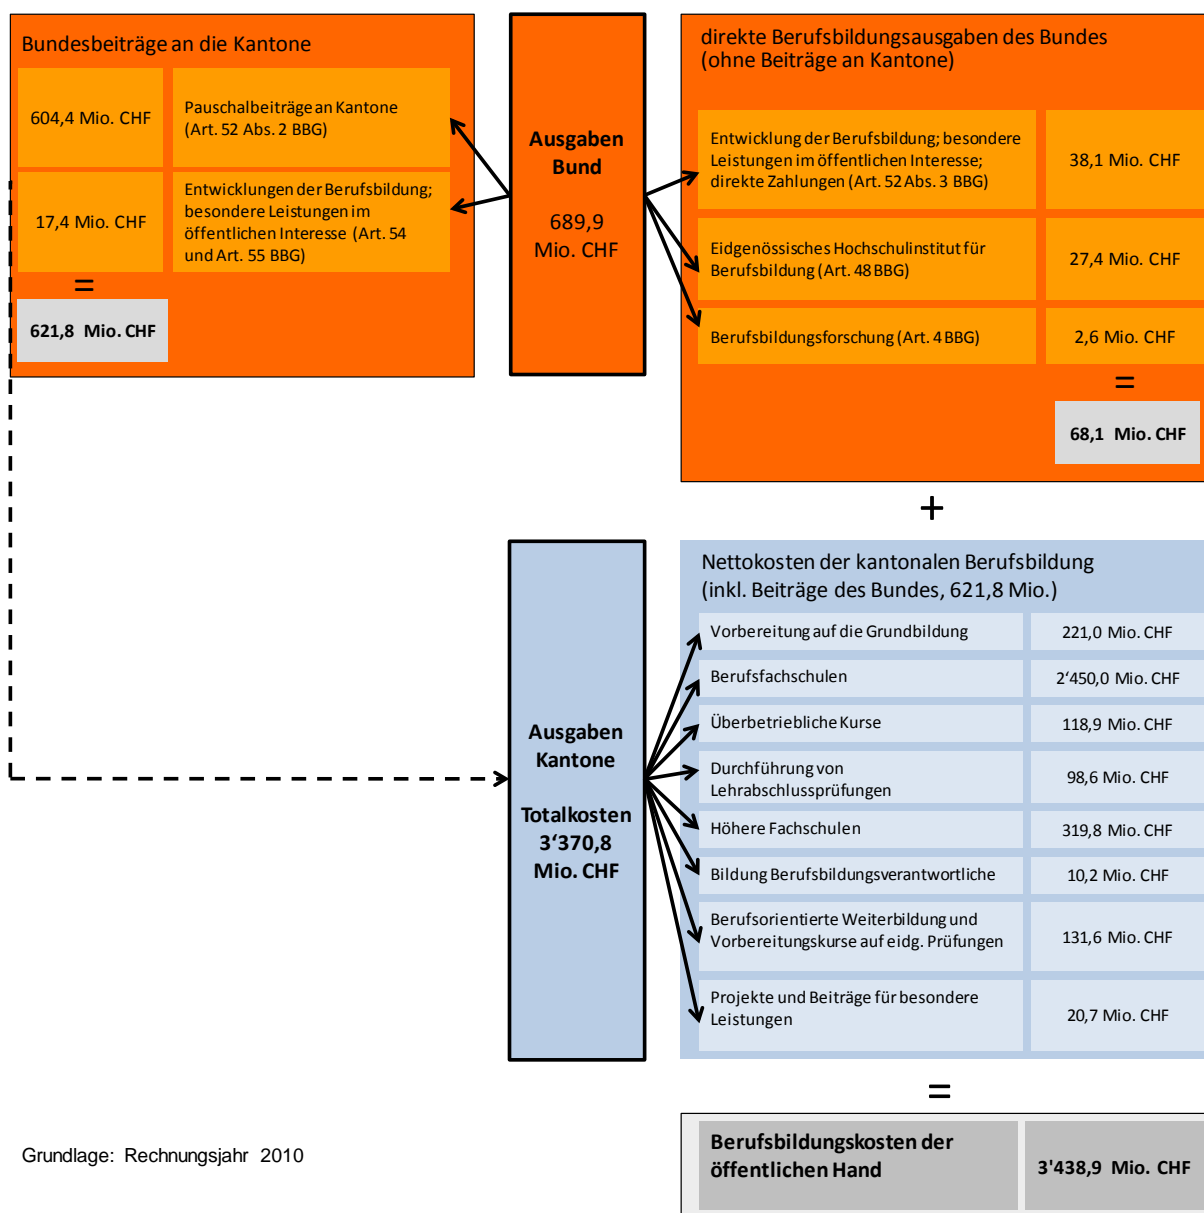 Bundesbeiträge an die Kantone
604,4 Mio. CHF
Pauschalbeiträge an Kantone
(Art. 52 Abs. 2 BBG)
17,4 Mio. CHF
Entwicklungen der Berufsbildung;
besondere Leistungen im
öffentlichen Interesse (Art. 54
und Art. 55 BBG)
=
621,8 Mio. CHF
Ausgaben
Bund
689,9
Mio. CHF
direkte Berufsbildungsausgaben des Bundes
(ohne Beiträge an Kantone)
Entwicklung der Berufsbildung; besondere
Leistungen im öffentlichen Interesse;
direkte Zahlungen (Art. 52 Abs. 3 BBG)
38,1 Mio. CHF
Eidgenössisches Hochschulinstitut für
Berufsbildung (Art. 48 BBG)
27,4 Mio. CHF
Berufsbildungsforschung (Art. 4 BBG)
2,6 Mio. CHF
=
68,1 Mio. CHF
+
Ausgaben
Kantone
Totalkosten
3‘370,8
Mio. CHF
Nettokosten der kantonalen Berufsbildung
(inkl. Beiträge des Bundes, 621,8 Mio.)
Vorbereitung auf die Grundbildung
221,0 Mio. CHF
Berufsfachschulen
2‘450,0 Mio. CHF
Überbetriebliche Kurse
118,9 Mio. CHF
Durchführung von
Lehrabschlussprüfungen
98,6 Mio. CHF
Höhere Fachschulen
319,8 Mio. CHF
Bildung Berufsbildungsverantwortliche
10,2 Mio. CHF
Berufsorientierte Weiterbildung und
Vorbereitungskurse auf eidg. Prüfungen
131,6 Mio. CHF
Projekte und Beiträge für besondere
Leistungen
20,7 Mio. CHF
=
Berufsbildungskosten der
öffentlichen Hand
3'438,9 Mio. CHF
Grundlage: Rechnungsjahr 2010